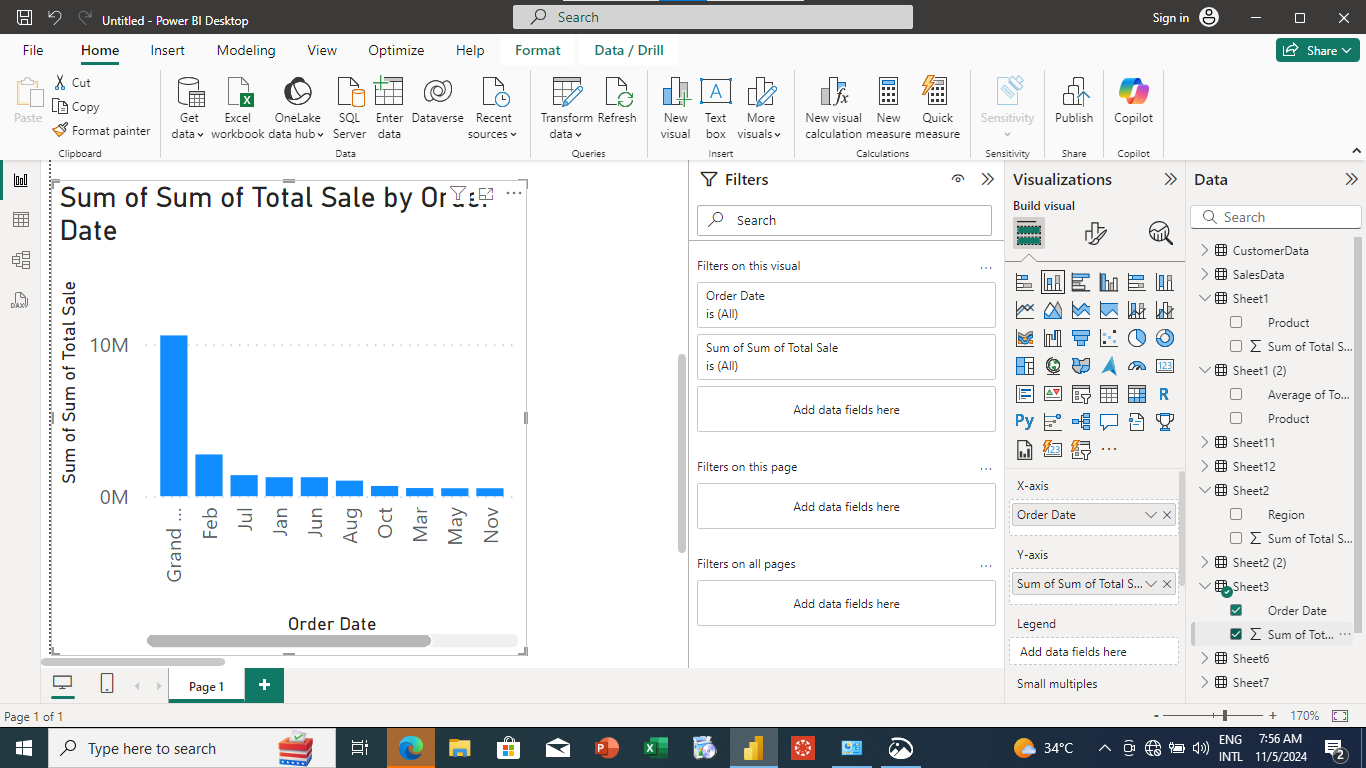 Untitled - Power BI Desktop
Search
Sign in
File
Home
Insert
Modeling
View
Optimize
Help
Format
Data / Drill
Share
Paste
Cut
Copy
Format painter
Clipboard
Get
data
Excel
workbook
OneLake
data hub
SQL
Server
Enter
data
Dataverse
Recent
sources
Data
Transform
data
Refresh
Queries
New
visual
Text
box
More
visuals
Insert
New visual
calculation
New
measure
Quick
measure
Calculations
Sensitivity
Sensitivity
Publish
Share
Copilot
Copilot
Sum of Sum of Total Sale by Order
Date
Sum of Sum of Total Sale
10M
0M
Grand ...
Feb
Jul
Jan
Jun
Aug
Oct
Mar
May
Nov
Order Date
Filters
Search
Filters on this visual
Order Date
is (All)
Sum of Sum of Total Sale
is (All)
Add data fields here
Filters on this page
Add data fields here
Filters on all pages
Add data fields here
Visualizations
Build visual
R
Py
123
X-axis
Order Date
Y-axis
Sum of Sum of Total S...
Legend
Add data fields here
Small multiples
Data
Search
CustomerData
SalesData
Sheet1
Product
Sum of Total S...
Sheet1 (2)
Average of To...
Product
Sheet11
Sheet12
Sheet2
Region
Sum of Total S...
Sheet2 (2)
Sheet3
Order Date
Sum of Tot...
Sheet6
Sheet7
Page 1
Page 1 of 1
- + 170%
Type here to search
34°C
ENG
INTL
7:56 AM
11/5/2024
2